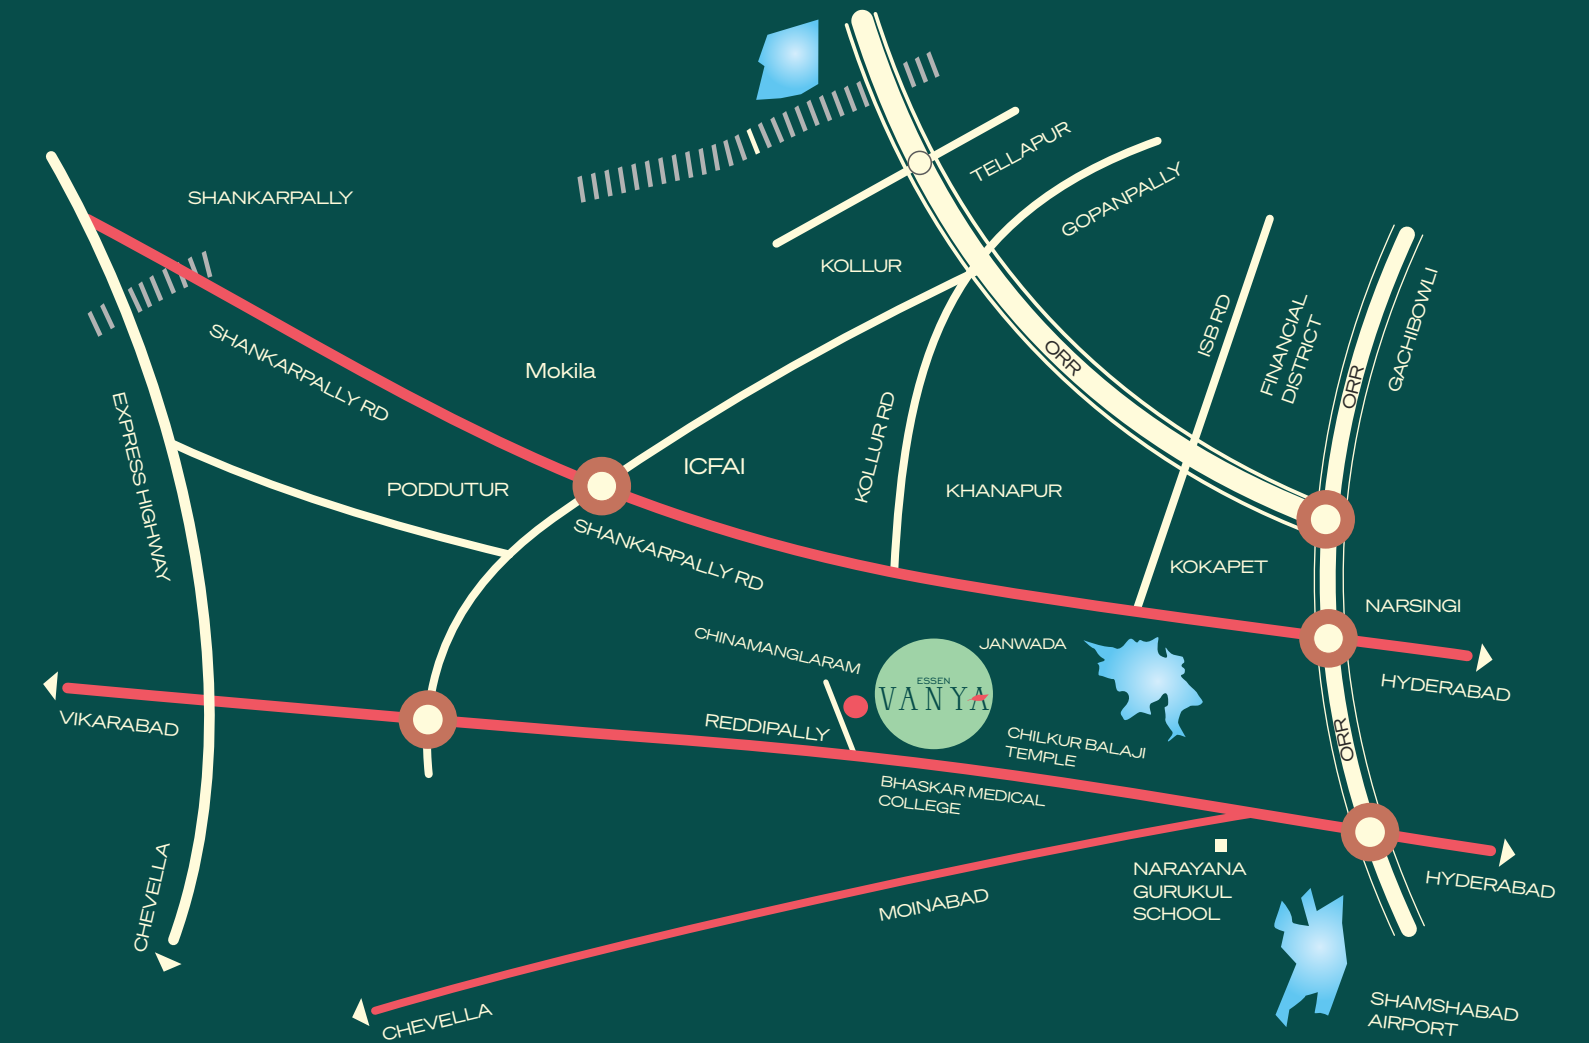 TELLAPUR
GOPANPALLY
SHANKARPALLY
KOLLUR
ISB RD
FINANCIAL
DISTRICT
GACHIBOWLI
SHANKARPALLY RD
Mokila
ORR
ORR
EXPRESS HIGHWAY
KOLLUR RD
ICFAI
PODDUTUR
KHANAPUR
SHANKARPALLY RD
KOKAPET
NARSINGI
CHINAMANGLARAM
JANWADA
ESSEN
VANYA
HYDERABAD
VIKARABAD
REDDIPALLY
CHILKUR BALAJI
TEMPLE
ORR
BHASKAR MEDICAL
COLLEGE
CHEVELLA
NARAYANA
GURUKUL
SCHOOL
HYDERABAD
MOINABAD
CHEVELLA
SHAMSHABAD
AIRPORT